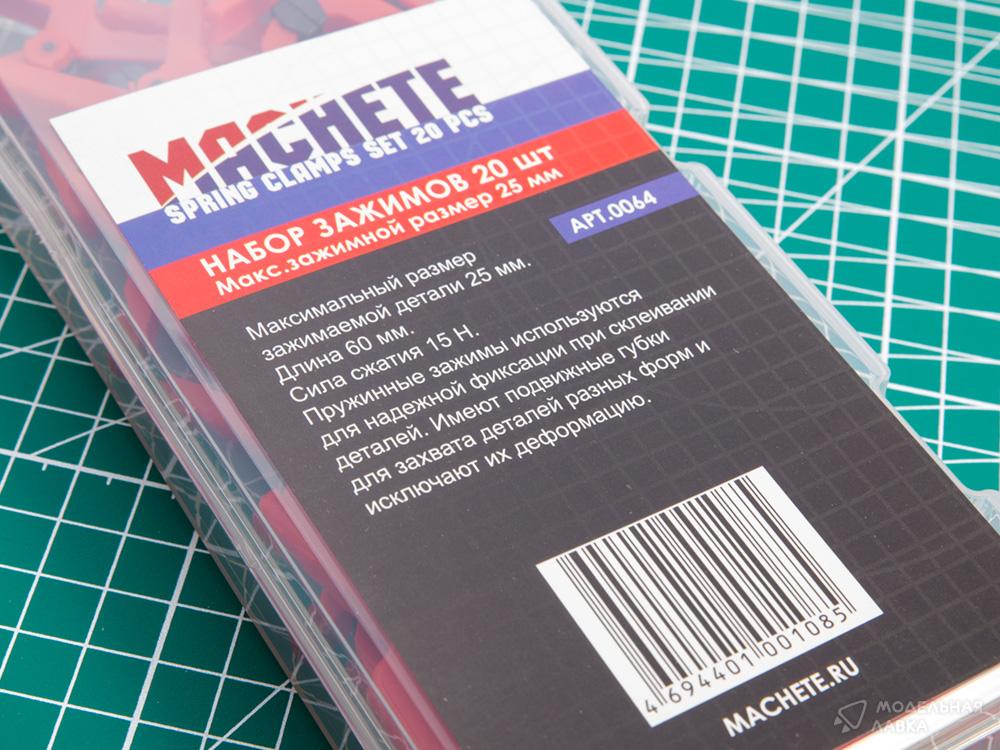 MACHETE
SPRING CLAMPS SET 20 PCS
НАБОР ЗАЖИМОВ 20 ШТ
Макс.зажимной размер 25 мм
АРТ.0064
Максимальный размер
зажимаемой детали 25 мм.
Длина 60 мм.
Сила сжатия 15 Н.
Пружинные зажимы используются
для надежной фиксации при склеивании
деталей. Имеют подвижные губки
для захвата деталей разных форм и
исключают их деформацию.
4 694401 001085
MACHETE.RU
МОДЕЛЬНАЯ
ЛАВКА